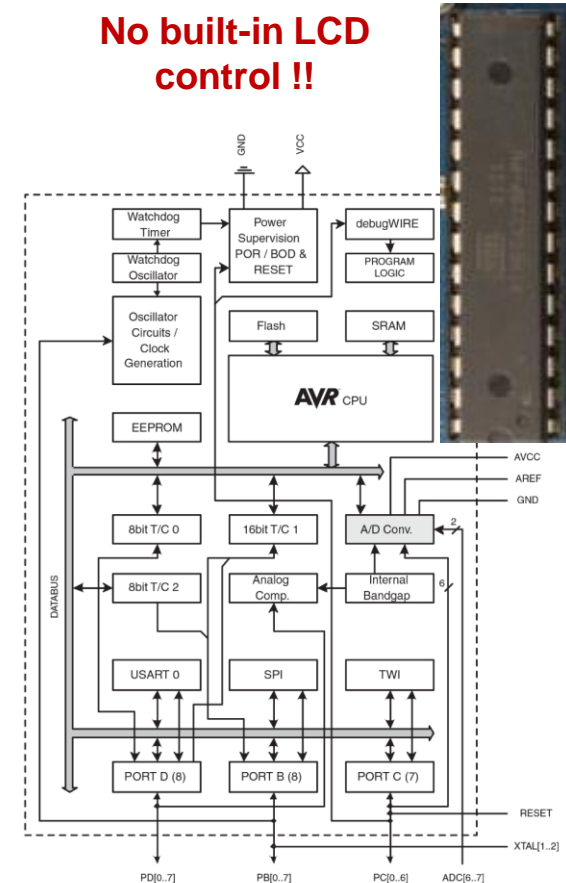 No built-in LCD
control !!
GND
VCC
Watchdog
Timer
Power
Supervision
POR / BOD &
RESET
debugWIRE
Watchdog
Oscillator
PROGRAM
LOGIC
Oscillator
Circuits /
Clock
Generation
Flash
SRAM
AVR CPU
EEPROM
AVCC
AREF
GND
8bit T/C 0
16bit T/C 1
A/D Conv.
2
8bit T/C 2
Analog
Comp.
Internal
Bandgap
6
DATABUS
USART 0
SPI
TWI
PORT D (8)
PORT B (8)
PORT C (7)
RESET
XTAL[1..2]
PD[0..7]
PB[0..7]
PC[0..6]
ADC[6..7]